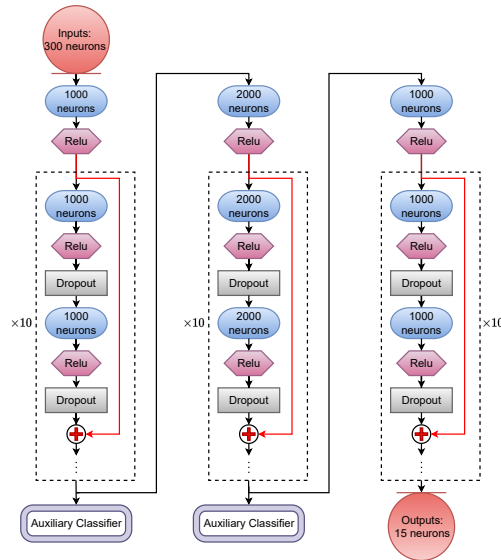 Inputs:
300 neurons
1000
neurons
Relu
1000
neurons
Relu
Dropout
×10
1000
neurons
Relu
Dropout
Auxiliary Classifier
2000
neurons
Relu
2000
neurons
Relu
Dropout
×10
2000
neurons
Relu
Dropout
Auxiliary Classifier
1000
neurons
Relu
1000
neurons
Relu
Dropout
×10
1000
neurons
Relu
Dropout
Outputs:
15 neurons